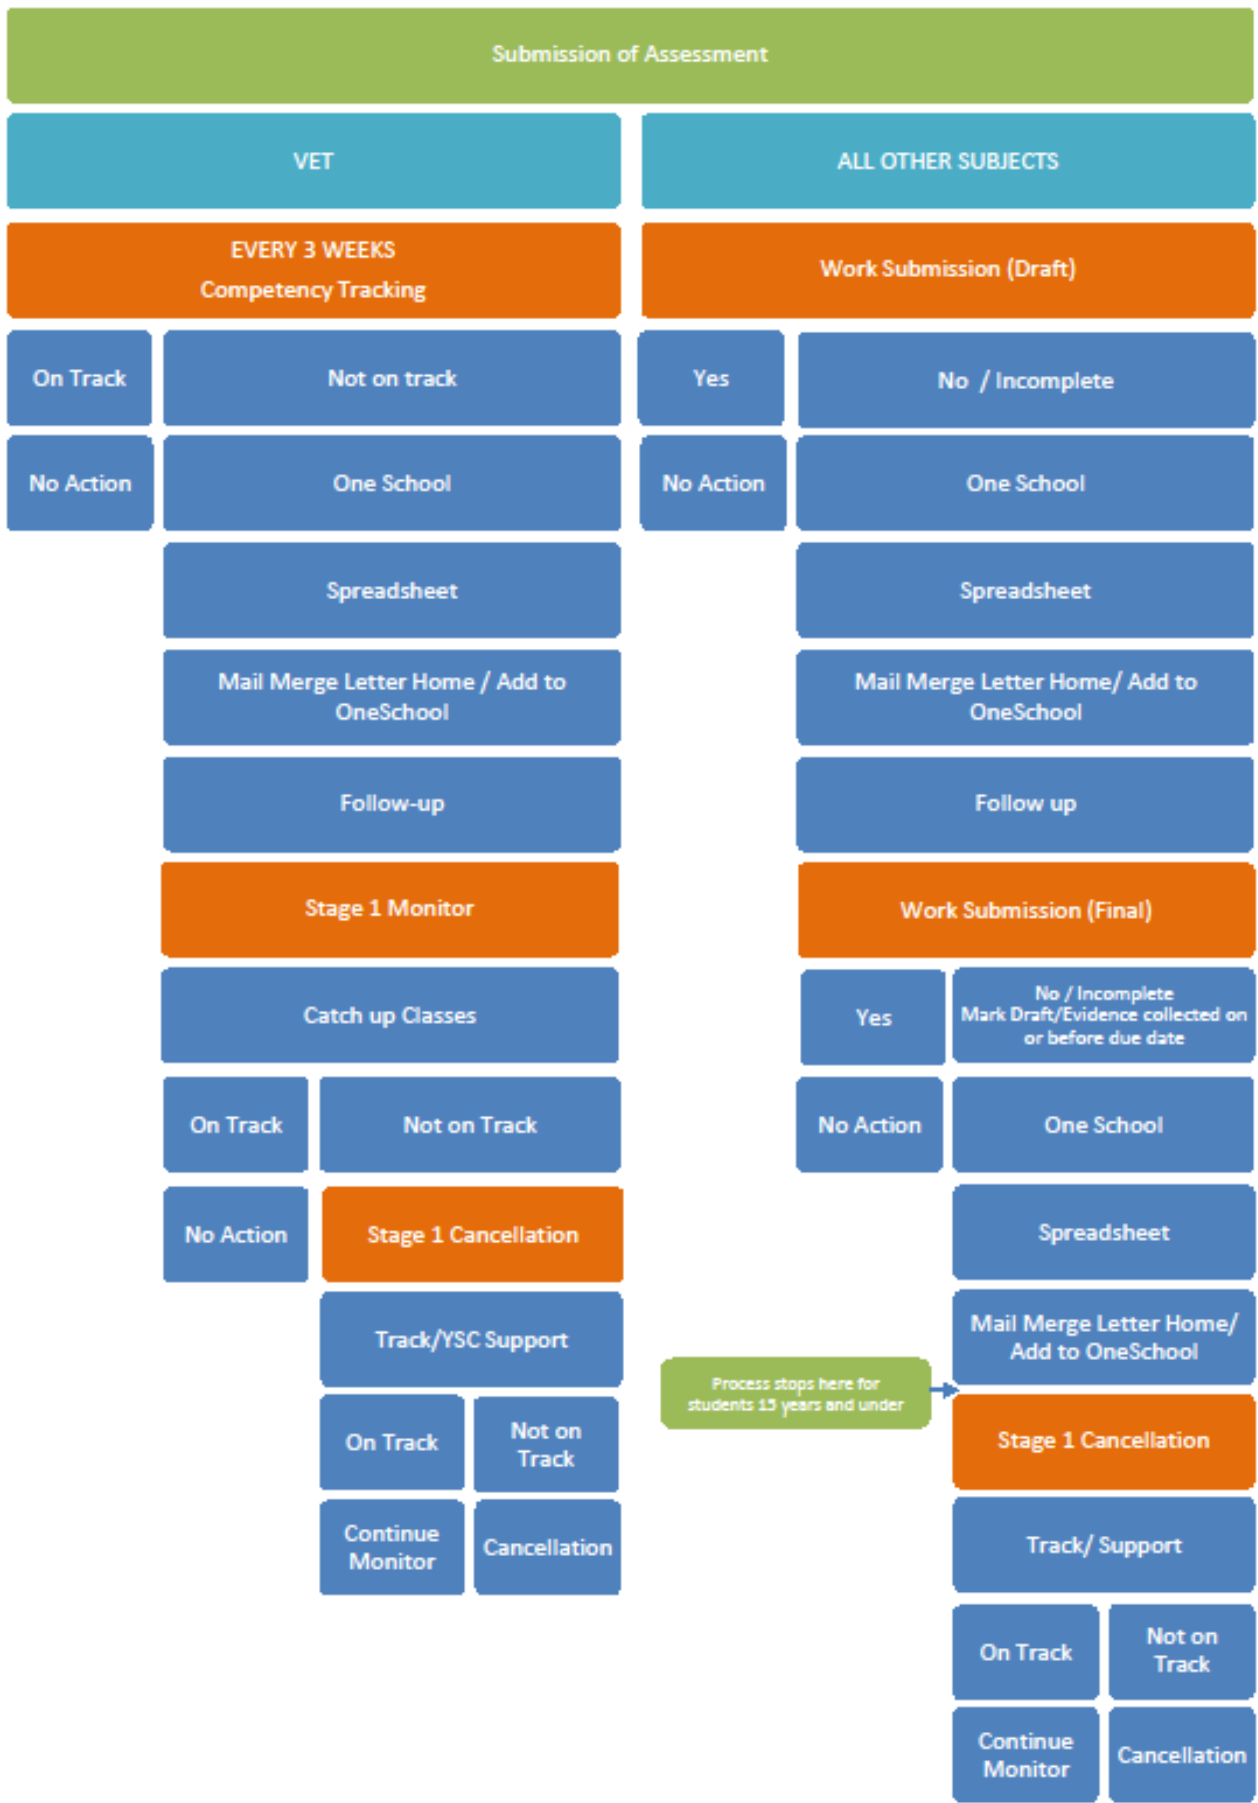 Submission of Assessment
VET
ALL OTHER SUBJECTS
EVERY 3 WEEKS
Competency Tracking
Work Submission (Draft)
On Track
Not on track
Yes
No / Incomplete
No Action
One School
No Action
One School
Spreadsheet
Spreadsheet
Mail Merge Letter Home / Add to
OneSchool
Mail Merge Letter Home/ Add to
OneSchool
Follow-up
Follow up
Stage 1 Monitor
Work Submission (Final)
Catch up Classes
Yes
No / Incomplete
Mark Draft/Evidence collected on
or before due date
On Track
Not on Track
No Action
One School
No Action
Stage 1 Cancellation
Spreadsheet
Track/YSC Support
Mail Merge Letter Home/
Add to OneSchool
Process stops here for
students 15 years and under
On Track
Not on
Track
Stage 1 Cancellation
Continue
Monitor
Cancellation
Track/ Support
On Track
Not on
Track
Continue
Monitor
Cancellation